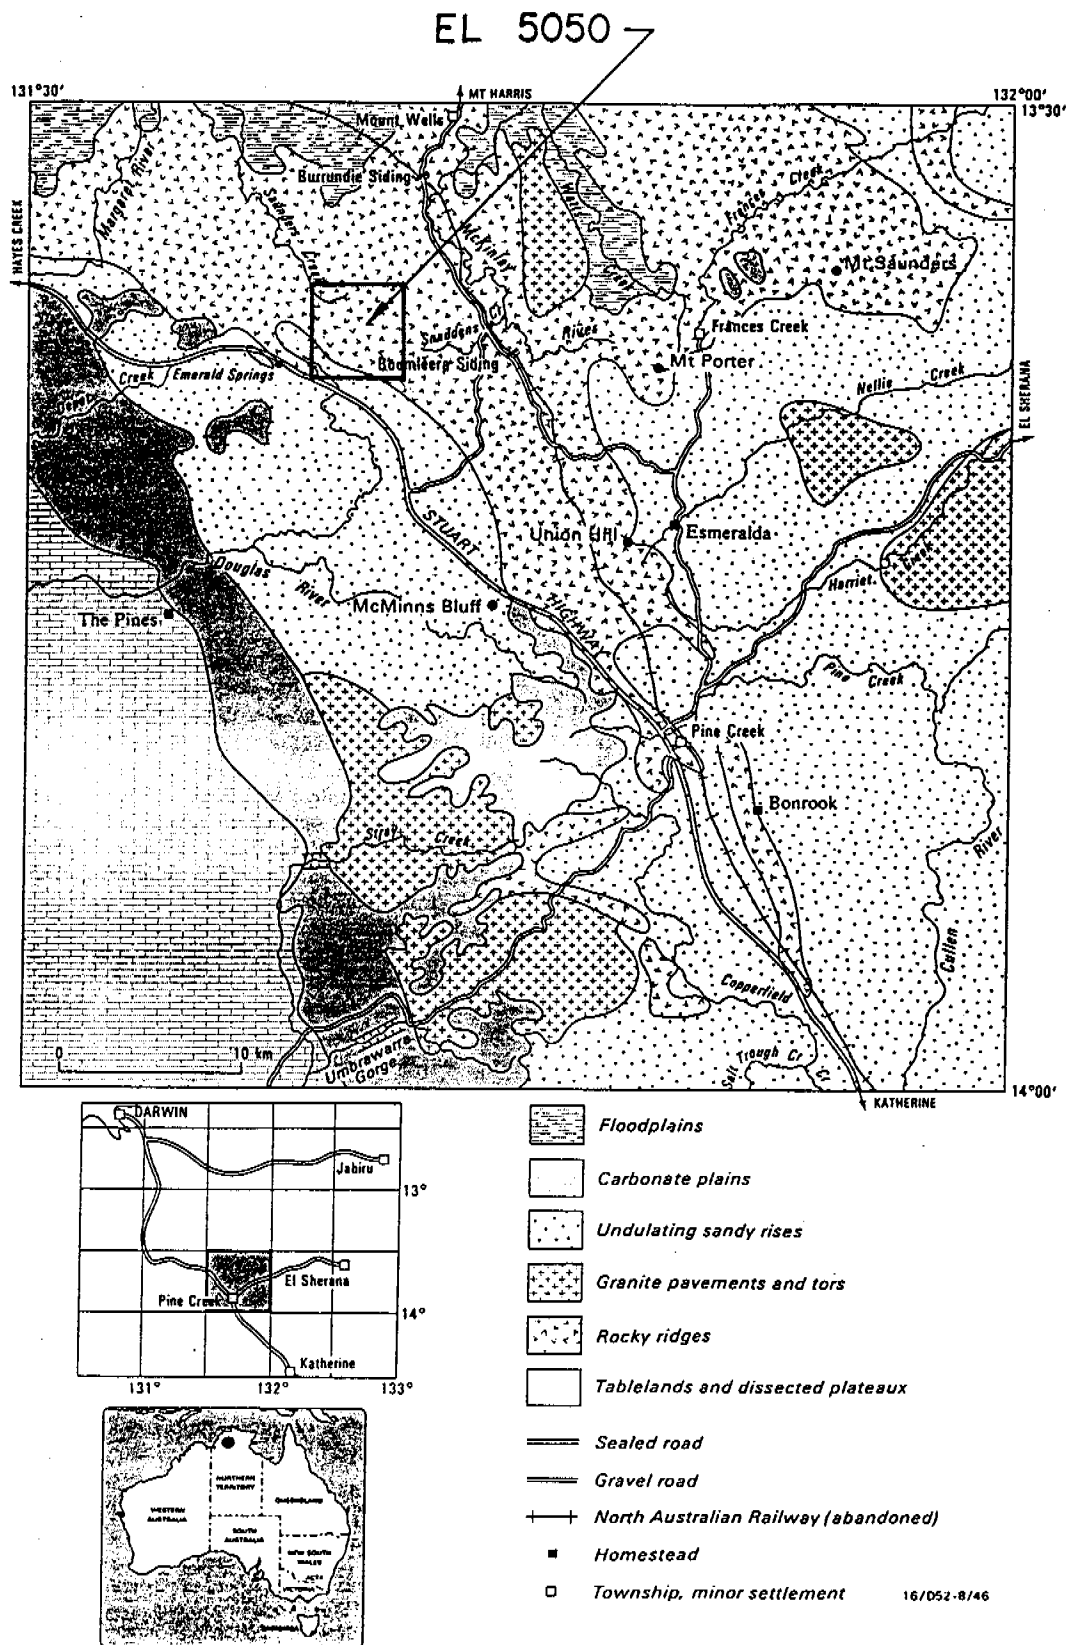 EL 5050
131°30'
MT HARRIS
132°00'
13°30'
Mount Wells
Burrundie Siding
Margaret River
Saunders
Creek
McKinlay
Frances Creek
HAYES CREEK
Mt Saunders
Snaddens Cr
River
Frances Creek
Boomleera Siding
Mt Porter
Emerald Springs
Creek
Nellie Creek
EL SHERANA
STUART
HIGHWAY
Union Hill
Esmeralda
Douglas
River
Harriet
Creek
McMinns Bluff
The Pines
Pine Creek
Pine Creek
Bonrook
Stray Creek
Cullen River
Copperfield
Umbrawarra
Gorge
Salt Trough Cr
Cr
0 10 km
14°00'
KATHERINE
DARWIN
Jabiru
13°
El Sherana
Pine Creek
14°
Katherine
131° 132° 133°
Floodplains
Carbonate plains
Undulating sandy rises
Granite pavements and tors
Rocky ridges
Tablelands and dissected plateaux
Sealed road
Gravel road
North Australian Railway (abandoned)
Homestead
Township, minor settlement
16/D52-8/46
NORTHERN
TERRITORY
WESTERN
AUSTRALIA
QUEENSLAND
SOUTH
AUSTRALIA
NEW SOUTH
WALES
VICTORIA